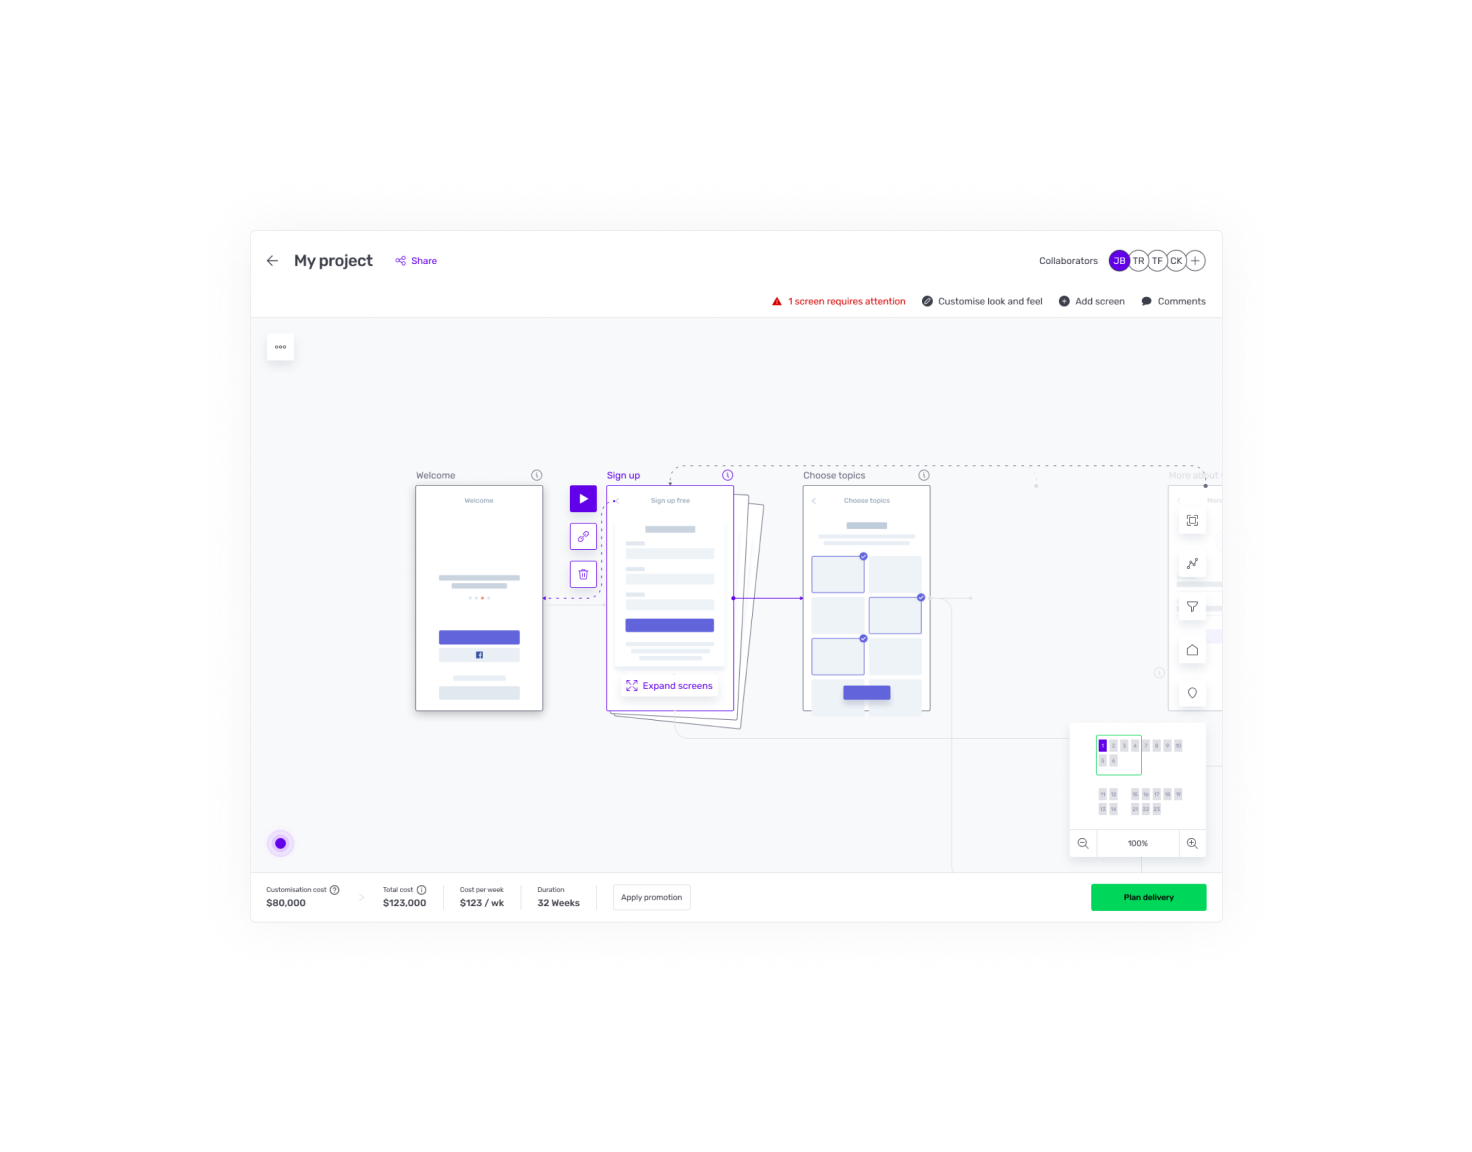 My project
Share
Collaborators
JB
TR
TF
CK
1 screen requires attention
Customise look and feel
Add screen
Comments
Welcome
Sign up
Choose topics
More about
Welcome
Sign up free
Choose topics
More
Expand screens
1 2 3 4 7 8 9 10
5 6
11 12 15 16 17 18 19
13 14 21 22 23
100%
Customisation cost
$80,000
Total cost
$123,000
Cost per week
$123 / wk
Duration
32 Weeks
Apply promotion
Plan delivery